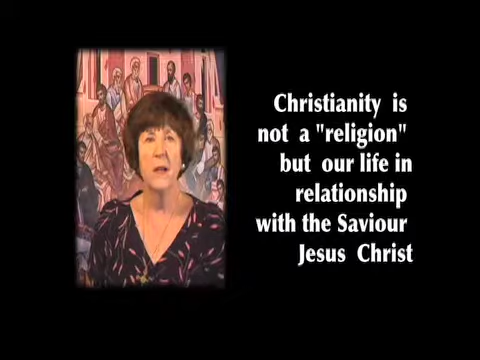 Christianity is
not a "religion"
but our life in
relationship
with the Saviour
Jesus Christ